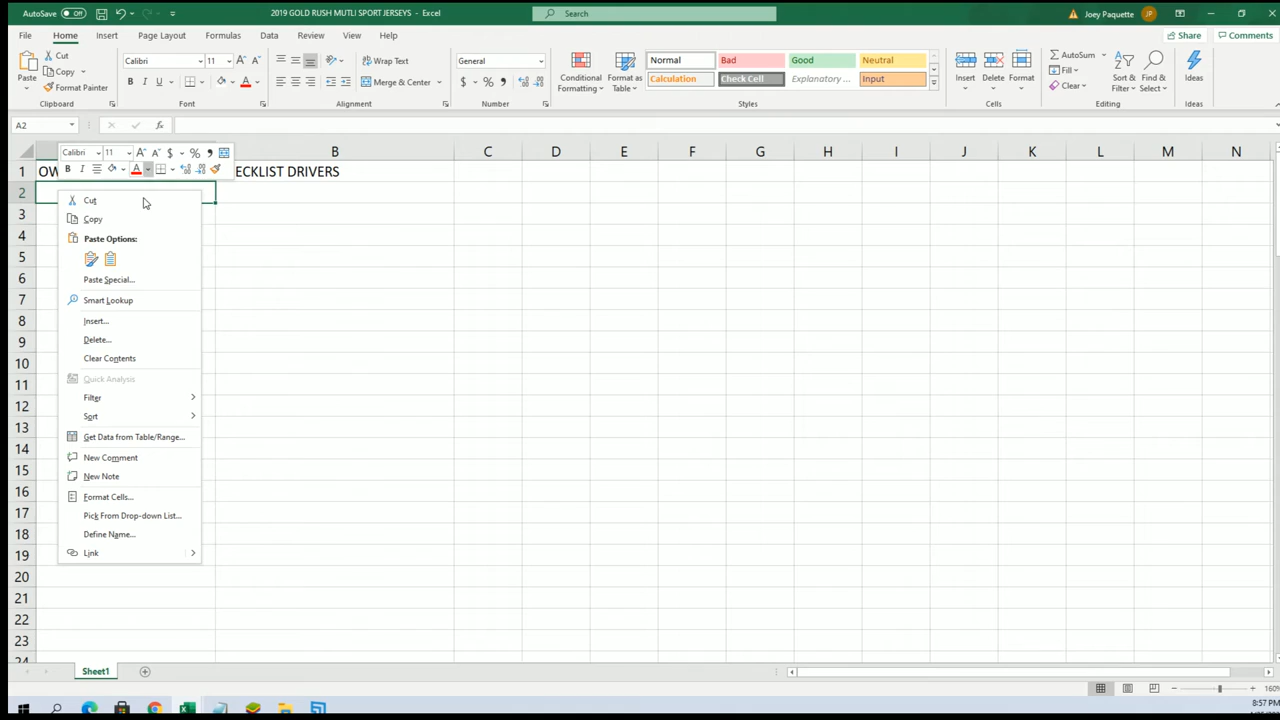 AutoSave Off 2019 GOLD RUSH MUTLI SPORT JERSEYS - Excel Search Joey Paquette JP
File Home Insert Page Layout Formulas Data Review View Help Share Comments
Paste Cut Copy Format Painter Clipboard
Calibri 11 B I U Font
Wrap Text Merge & Center Alignment
General $ % Number
Conditional Formatting Format as Table
Normal Bad Good Neutral
Calculation Check Cell Explanatory ... Input
Styles
Insert Delete Format Cells
AutoSum Fill Clear Sort & Filter Find & Select Editing
Ideas Ideas
A2 fx
Calibri 11 $ %
B I A
A B C D E F G H I J K L M N
1 OW ECKLIST DRIVERS
2
3
4
5
6
7
8
9
10
11
12
13
14
15
16
17
18
19
20
21
22
23
24
Cut
Copy
Paste Options:
Paste Special...
Smart Lookup
Insert...
Delete...
Clear Contents
Quick Analysis
Filter
Sort
Get Data from Table/Range...
New Comment
New Note
Format Cells...
Pick From Drop-down List...
Define Name...
Link
Sheet1
160%
8:57 PM